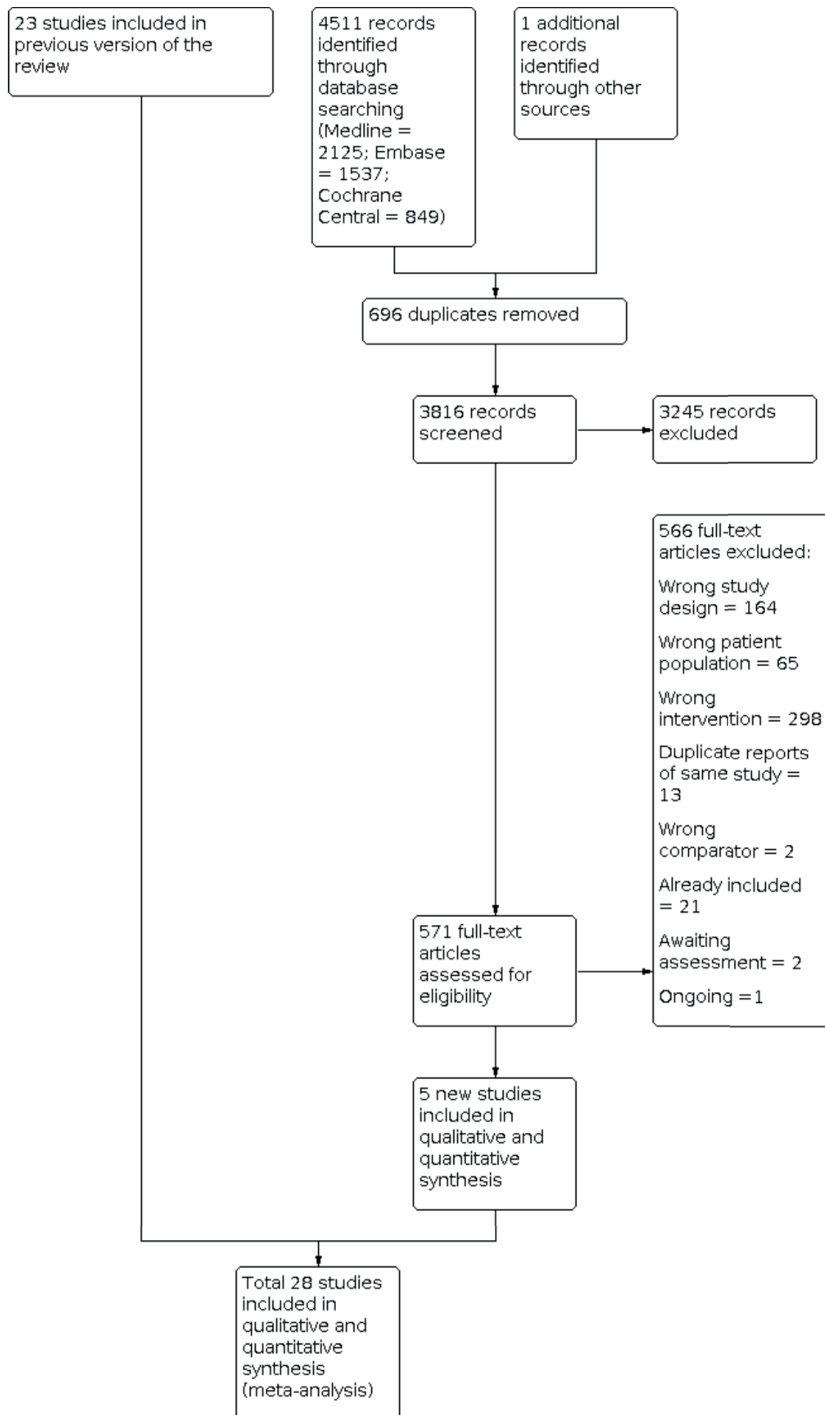 23 studies included in
previous version of the
review
4511 records
identified
through
database
searching
(Medline =
2125; Embase
= 1537;
Cochrane
Central = 849)
1 additional
records
identified
through other
sources
696 duplicates removed
3816 records
screened
3245 records
excluded
566 full-text
articles excluded:
Wrong study
design = 164
Wrong patient
population = 65
Wrong
intervention = 298
Duplicate reports
of same study =
13
Wrong
comparator = 2
Already included
= 21
Awaiting
assessment = 2
Ongoing =1
571 full-text
articles
assessed for
eligibility
5 new studies
included in
qualitative and
quantitative
synthesis
Total 28 studies
included in
qualitative and
quantitative
synthesis
(meta-analysis)